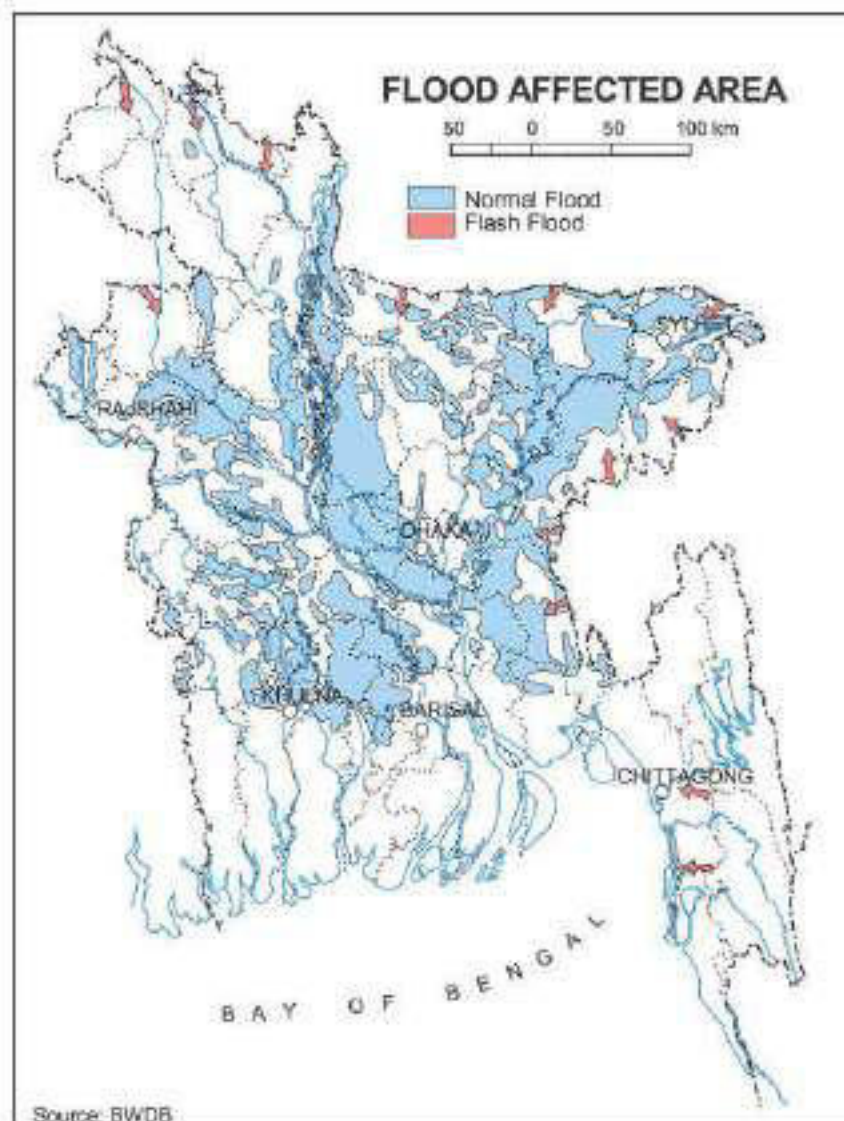 FLOOD AFFECTED AREA
50 0 50 100 km
Normal Flood
Flash Flood
RAJSHAHI
DHAKA
KHULNA
BARISAL
CHITTAGONG
BAY OF BENGAL
Source: BWDB